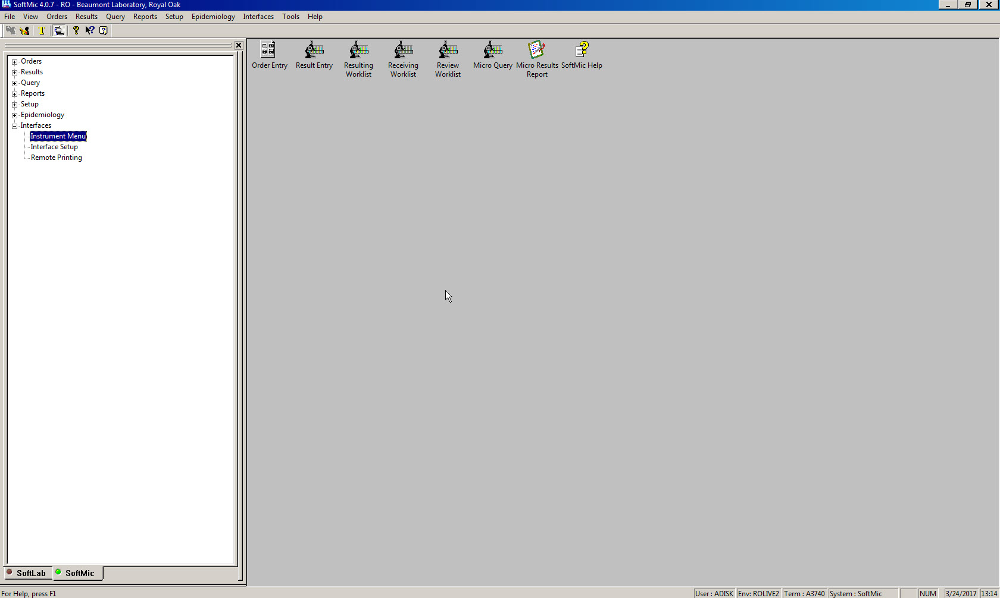 SoftMic 4.0.7 - RO - Beaumont Laboratory, Royal Oak
File View Orders Results Query Reports Setup Epidemiology Interfaces Tools Help
Orders
Results
Query
Reports
Setup
Epidemiology
Interfaces
Instrument Menu
Interface Setup
Remote Printing
Order Entry
Result Entry
Resulting
Worklist
Receiving
Worklist
Review
Worklist
Micro Query
Micro Results
Report
SoftMic Help
SoftLab SoftMic
For Help, press F1
User : ADISK Env: ROLIVE2 Term : A3740 System : SoftMic NUM 3/24/2017 13:14